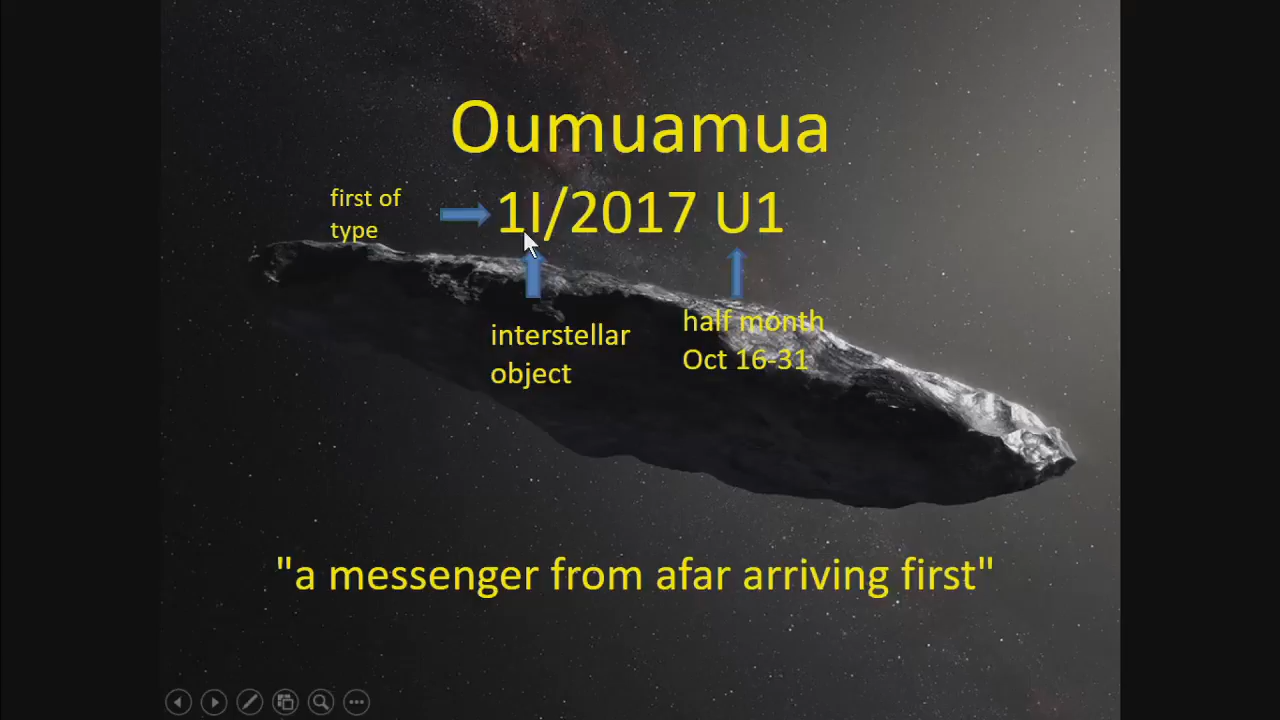 Oumuamua
first of
type
1I/2017 U1
interstellar
object
half month
Oct 16-31
"a messenger from afar arriving first"